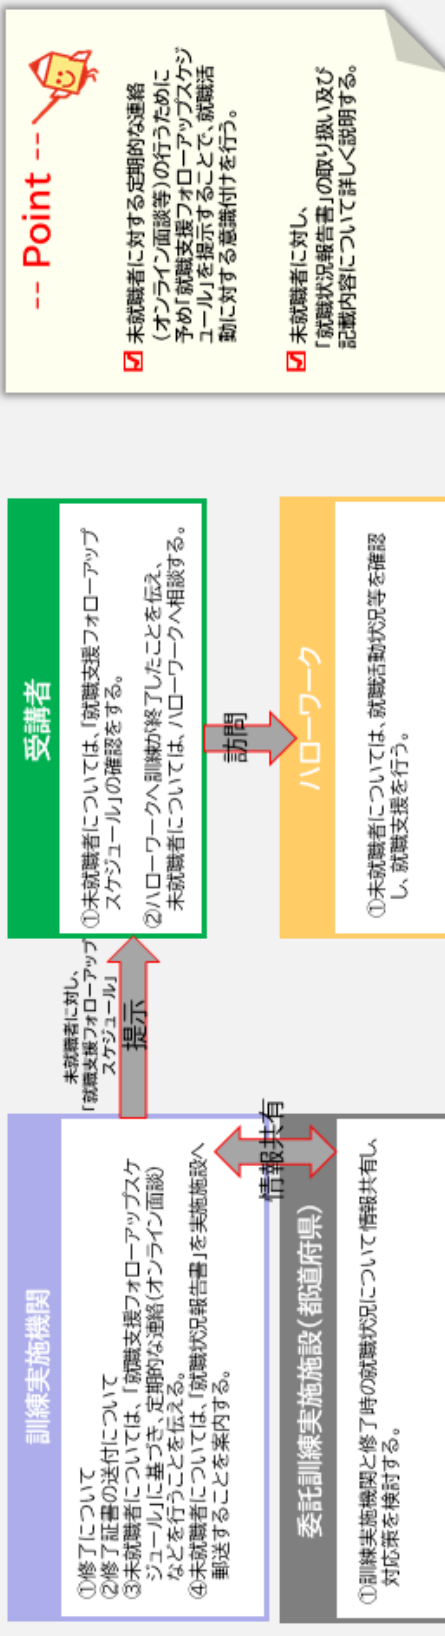 訓練実施機関
①修了について
②修了証書の送付について
③未就職者については、「就職支援フォローアップスケ
ジュール」に基づき、定期的な連絡(オンライン面談)
などを行うことを伝える。
④未就職者については、「就職状況報告書」を実施施設へ
郵送することを案内する。
未就職者に対し、
「就職支援フォローアップ
スケジュール」
提示
受講者
①未就職者については、「就職支援フォローアップ
スケジュール」の確認をする。
②ハローワークへ訓練が終了したことを伝え、
未就職者については、ハローワークへ相談する。
-- Point --
未就職者に対する定期的な連絡
(オンライン面談等)の行うために
予め「就職支援フォローアップスケジ
ュール」を提示することで、就職活
動に対する意識付けを行う。
未就職者に対し、
「就職状況報告書」の取り扱い及び
記載内容について詳しく説明する。
情報共有
訪問
委託訓練実施施設(都道府県)
①訓練実施機関と修了時の就職状況について情報共有し、
対応策を検討する。
ハローワーク
①未就職者については、就職活動状況等を確認
し、就職支援を行う。